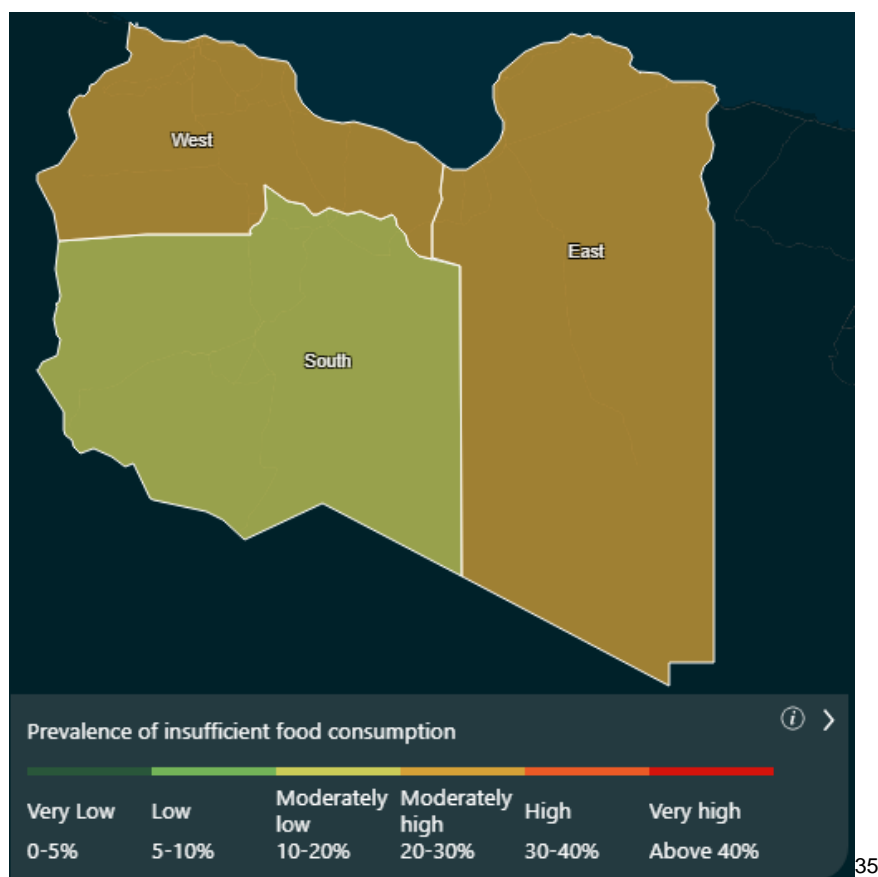 West
East
South
Prevalence of insufficient food consumption
Very Low
Low
Moderately low
Moderately high
High
Very high
0-5%
5-10%
10-20%
20-30%
30-40%
Above 40%
35